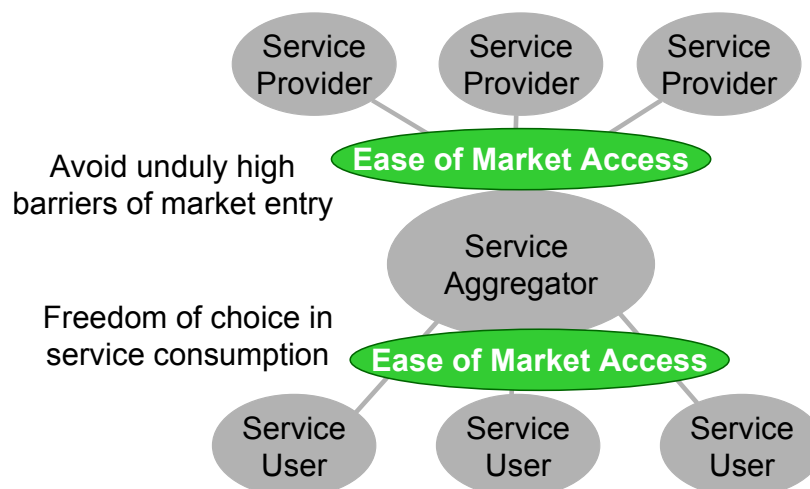 Service
Provider
Service
Provider
Service
Provider
Ease of Market Access
Avoid unduly high
barriers of market entry
Service
Aggregator
Freedom of choice in
service consumption
Ease of Market Access
Service
User
Service
User
Service
User